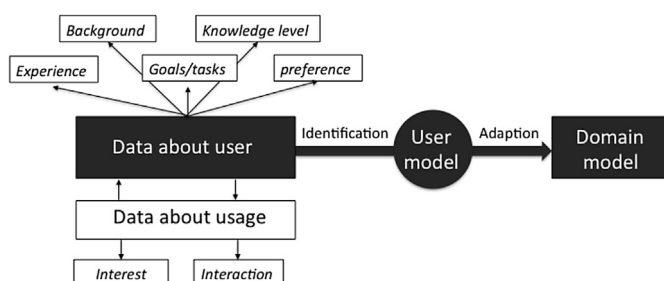 Background
Knowledge level
Experience
Goals/tasks
preference
Data about user
Identification
User
model
Adaption
Domain
model
Data about usage
Interest
Interaction